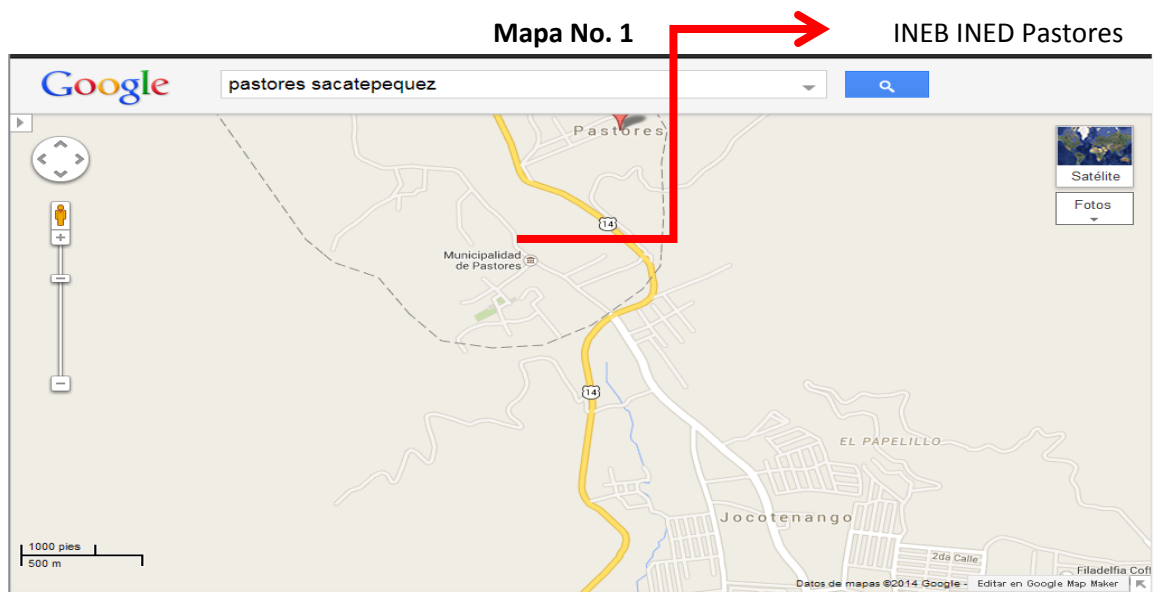 Mapa No. 1
INEB INED Pastores
Google
pastores sacatepequez
Pastores
Satélite
Fotos
14
Municipalidad
de Pastores
14
EL PAPELILLO
Jocotenango
1000 pies
500 m
2da Calle
Filadelfia Coff
Datos de mapas ©2014 Google -
Editar en Google Map Maker